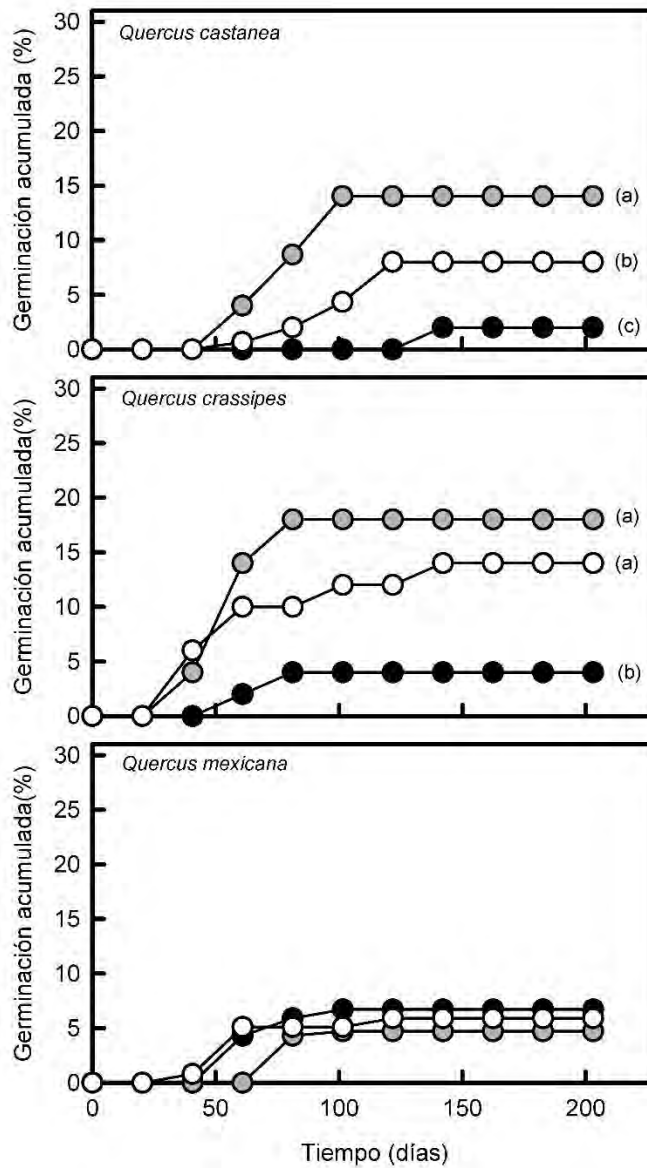 Quercus castanea
Germinación acumulada (%)
30
25
20
15
10
5
0
(a)
(b)
(c)
Quercus crassipes
Germinación acumulada(%)
30
25
20
15
10
5
0
(a)
(a)
(b)
Quercus mexicana
Germinación acumulada(%)
30
25
20
15
10
5
0
0 50 100 150 200
Tiempo (días)